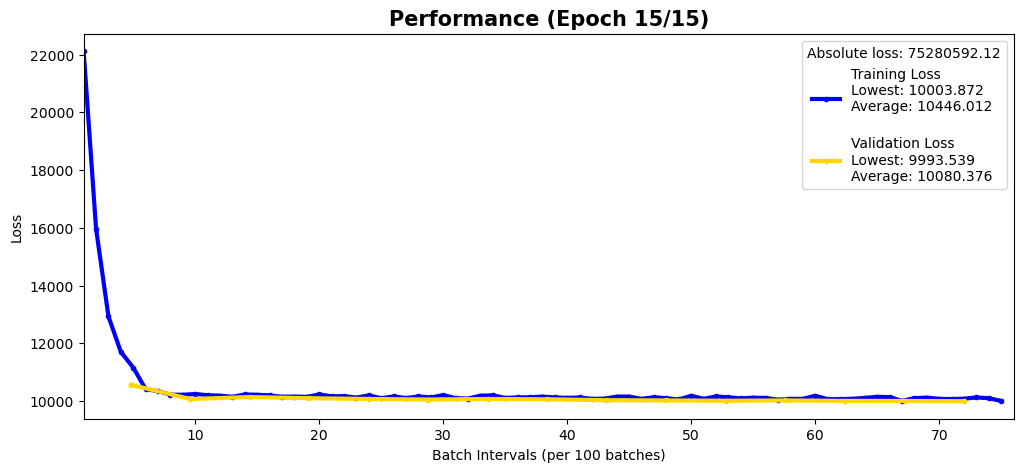 Performance (Epoch 15/15)
Absolute loss: 75280592.12
Training Loss
Lowest: 10003.872
Average: 10446.012
Validation Loss
Lowest: 9993.539
Average: 10080.376
Loss
22000
20000
18000
16000
14000
12000
10000
10
20
30
40
50
60
70
Batch Intervals (per 100 batches)